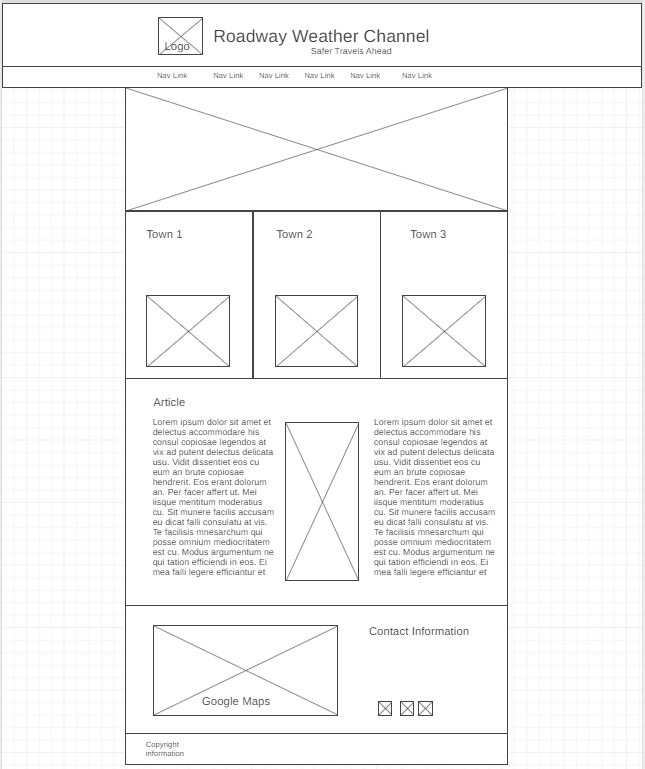 Logo
Roadway Weather Channel
Safer Travels Ahead
Nav Link Nav Link Nav Link Nav Link Nav Link Nav Link
Town 1 Town 2 Town 3
Article
Lorem ipsum dolor sit amet et
delectus accommodare his
consul copiosae legendos at
vix ad putent delectus delicata
usu. Vidit dissentiet eos cu
eum an brute copiosae
hendrerit. Eos erant dolorum
an. Per facer affert ut. Mei
iisque mentitum moderatius
cu. Sit munere facilis accusam
eu dicat falli consulatu at vis.
Te facilisis mnesarchum qui
posse omnium mediocritatem
est cu. Modus argumentum ne
qui tation efficiendi in eos. Ei
mea falli legere efficiantur et
Lorem ipsum dolor sit amet et
delectus accommodare his
consul copiosae legendos at
vix ad putent delectus delicata
usu. Vidit dissentiet eos cu
eum an brute copiosae
hendrerit. Eos erant dolorum
an. Per facer affert ut. Mei
iisque mentitum moderatius
cu. Sit munere facilis accusam
eu dicat falli consulatu at vis.
Te facilisis mnesarchum qui
posse omnium mediocritatem
est cu. Modus argumentum ne
qui tation efficiendi in eos. Ei
mea falli legere efficiantur et
Google Maps
Contact Information
Copyright
information